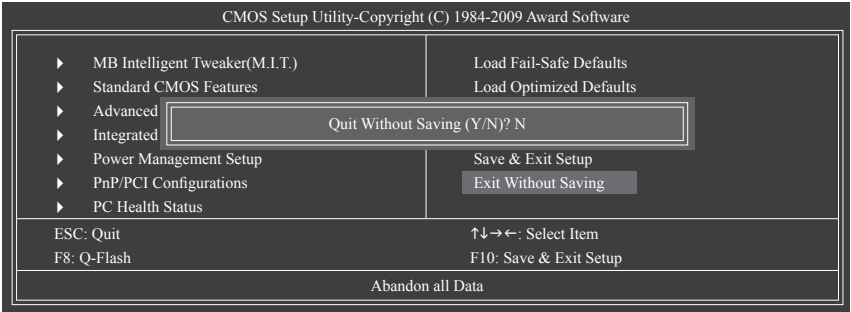 CMOS Setup Utility-Copyright (C) 1984-2009 Award Software
MB Intelligent Tweaker(M.I.T.)
Load Fail-Safe Defaults
Standard CMOS Features
Load Optimized Defaults
Advanced
Quit Without Saving (Y/N)? N
Integrated
Power Management Setup
Save & Exit Setup
PnP/PCI Configurations
Exit Without Saving
PC Health Status
ESC: Quit
↑↓→←: Select Item
F8: Q-Flash
F10: Save & Exit Setup
Abandon all Data